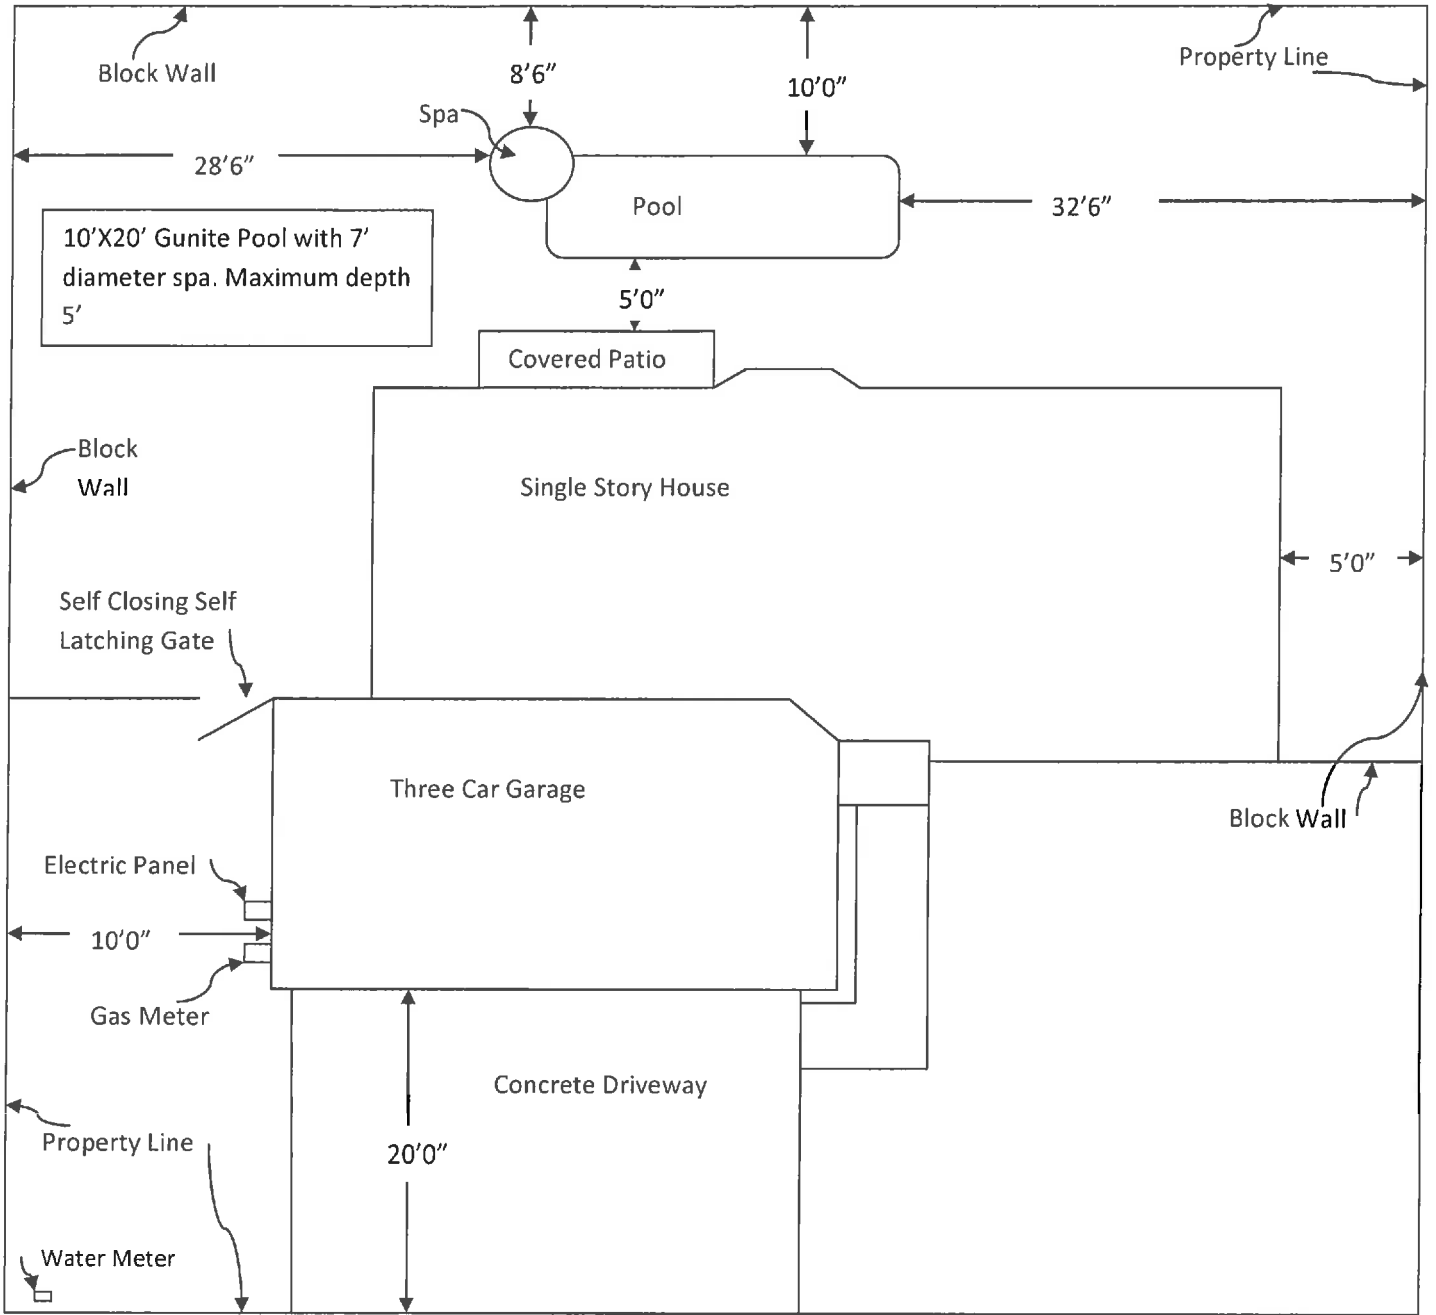 Block Wall
8’6”
10’0”
Property Line
Spa
28’6”
Pool
32’6”
10’X20’ Gunite Pool with 7’
diameter spa. Maximum depth
5’
5’0”
Covered Patio
Block
Wall
Single Story House
5’0”
Self Closing Self
Latching Gate
Three Car Garage
Block Wall
Electric Panel
10’0”
Gas Meter
Concrete Driveway
Property Line
20’0”
Water Meter